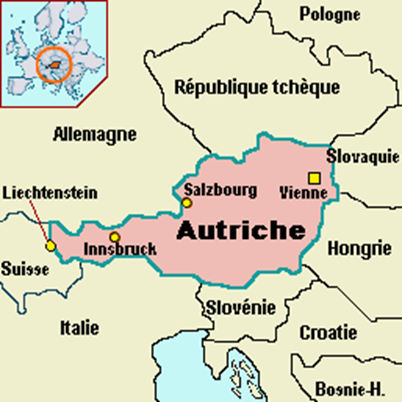 Pologne
République tchèque
Allemagne
Slovaquie
Liechtenstein
Salzbourg
Vienne
Autriche
Innsbruck
Hongrie
Suisse
Slovénie
Italie
Croatie
Bosnie-H.